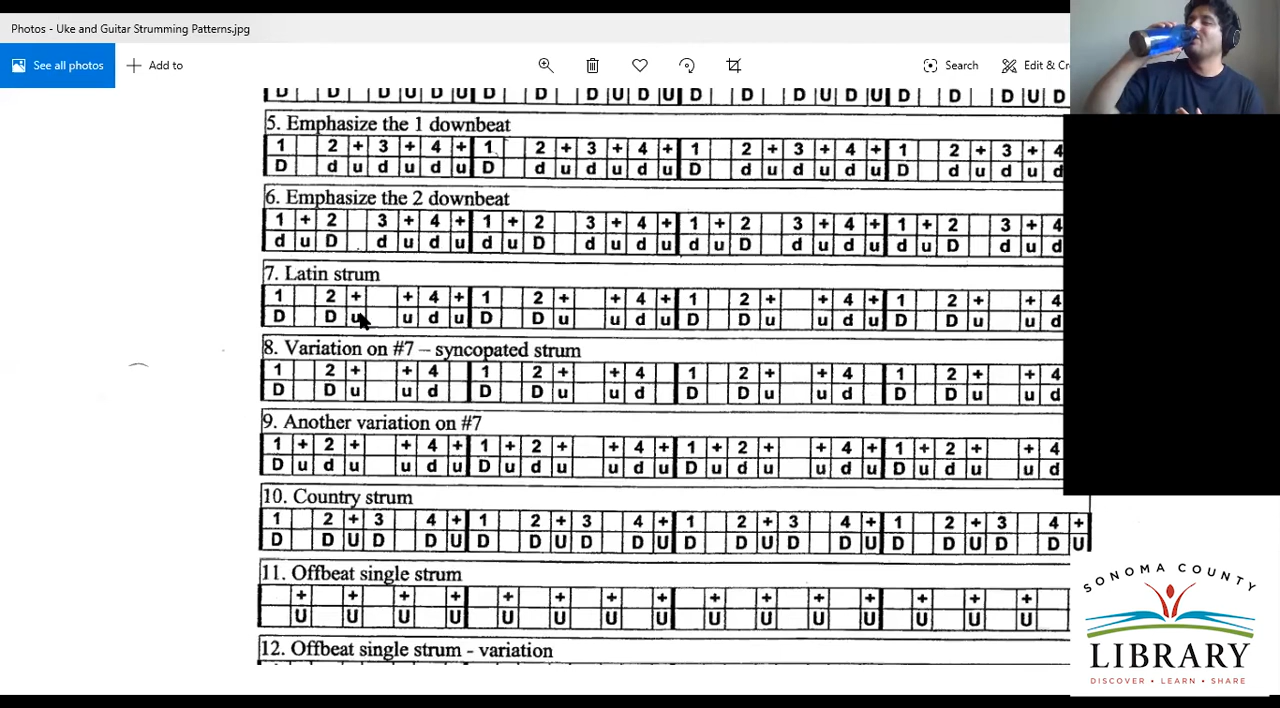 Photos - Uke and Guitar Strumming Patterns.jpg
See all photos
Add to
Search
Edit & Cr
D D D U D U D D D U D U D D D U D U D D D U D
5. Emphasize the 1 downbeat
1 2 + 3 + 4 + 1 2 + 3 + 4 + 1 2 + 3 + 4 + 1 2 + 3 + 4
D d u d u d u D d u d u d u D d u d u d u D d u d u d
6. Emphasize the 2 downbeat
1 + 2 3 + 4 + 1 + 2 3 + 4 + 1 + 2 3 + 4 + 1 + 2 3 + 4
d u D d u d u d u D d u d u d u D d u d u d u D d u d
7. Latin strum
1 2 + + 4 + 1 2 + + 4 + 1 2 + + 4 + 1 2 + + 4
D D u u d u D D u u d u D D u u d u D D u u d
8. Variation on #7 – syncopated strum
1 2 + + 4 1 2 + + 4 1 2 + + 4 1 2 + + 4
D D u u d D D u u d D D u u d D D u u d
9. Another variation on #7
1 + 2 + + 4 + 1 + 2 + + 4 + 1 + 2 + + 4 + 1 + 2 + + 4
D u d u u d u D u d u u d u D u d u u d u D u d u u d
10. Country strum
1 2 + 3 4 + 1 2 + 3 4 + 1 2 + 3 4 + 1 2 + 3 4 +
D D U D D U D D U D D U D D U D D U D D U D D U
11. Offbeat single strum
+ + + + + + + + + + + + + + +
U U U U U U U U U U U U U U U
12. Offbeat single strum - variation
SONOMA COUNTY
LIBRARY
DISCOVER • LEARN • SHARE